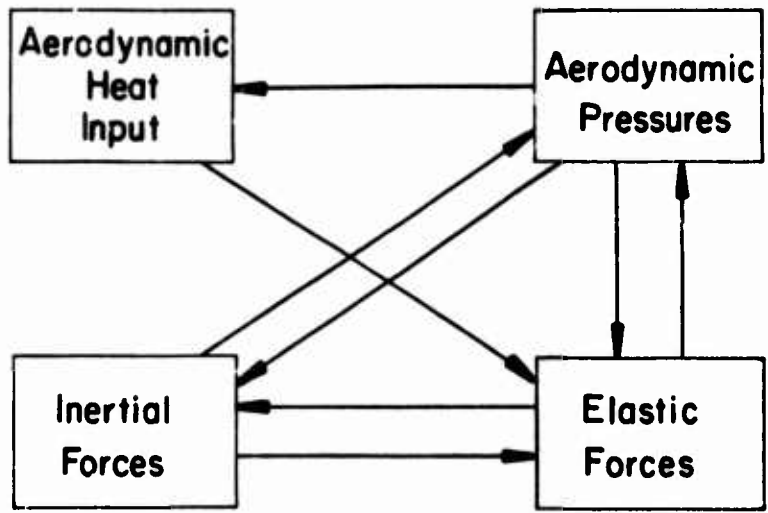 Aerodynamic
Heat
Input
Aerodynamic
Pressures
Inertial
Forces
Elastic
Forces